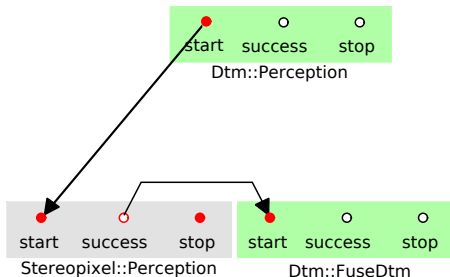 start success stop
Dtm::Perception
start success stop start success stop
Stereopixel::Perception Dtm::FuseDtm